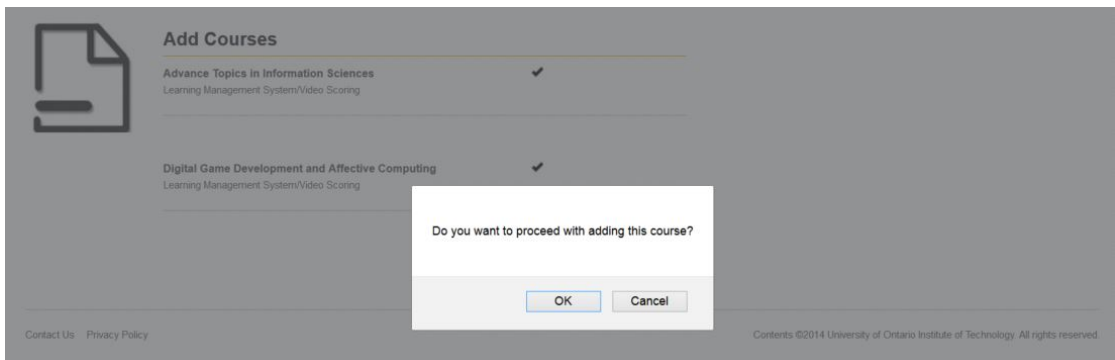 Add Courses
Advance Topics in Information Sciences
Learning Management System/Video Scoring
Digital Game Development and Affective Computing
Learning Management System/Video Scoring
Do you want to proceed with adding this course?
OK Cancel
Contact Us Privacy Policy Contents ©2014 University of Ontario Institute of Technology. All rights reserved.